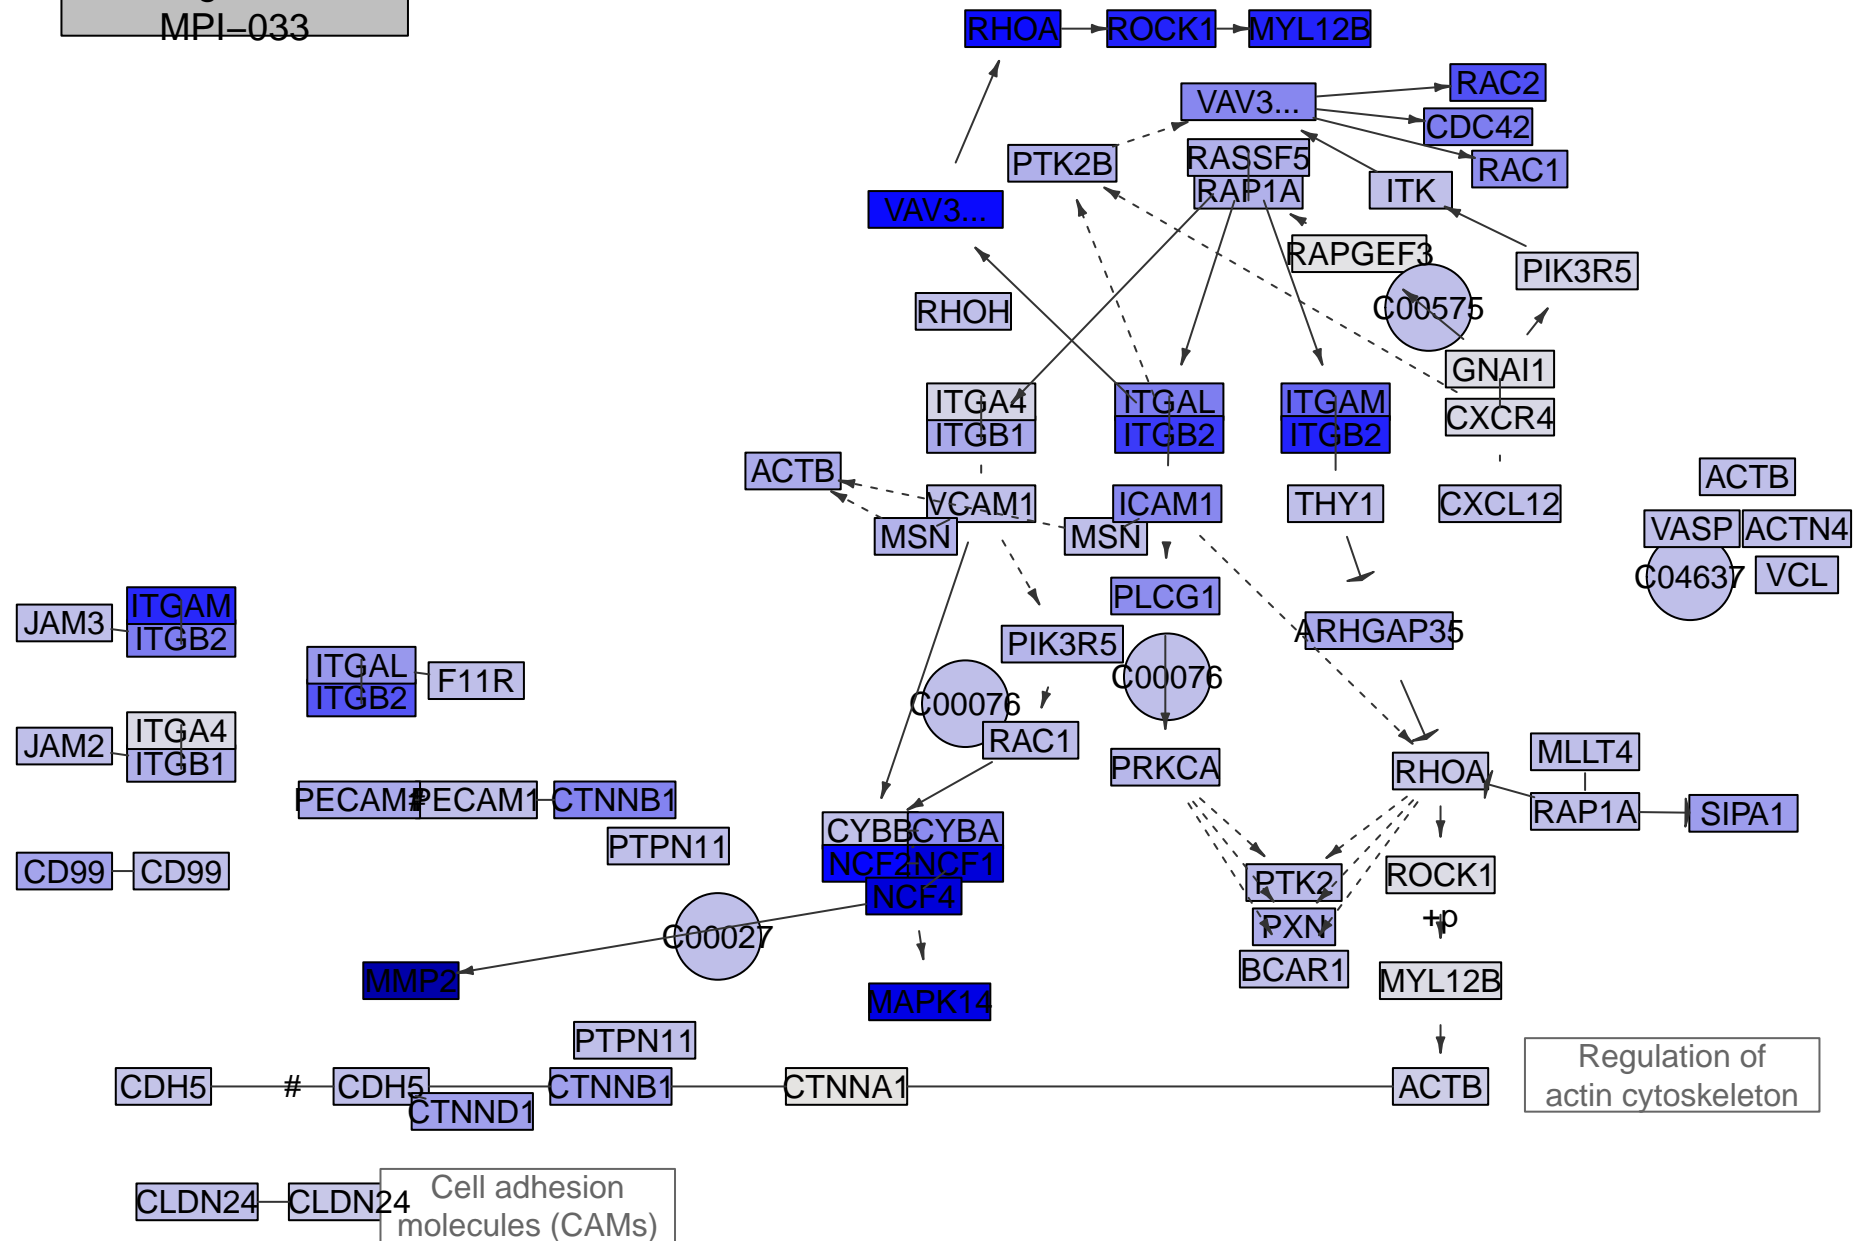 MPI−033
RHOA
ROCK1
MYL12B
RAC2
VAV3...
CDC42
PTK2B
RASSF5
RAC1
RAP1A
ITK
VAV3...
RAPGEF3
PIK3R5
C00575
RHOH
GNAI1
ITGA4
ITGAL
ITGAM
CXCR4
ITGB1
ITGB2
ITGB2
ACTB
ACTB
VCAM1
ICAM1
THY1
CXCL12
MSN
MSN
VASP
ACTN4
C04637
VCL
PLCG1
ITGAM
JAM3
ITGB2
ARHGAP35
PIK3R5
ITGAL
F11R
C00076
ITGB2
C00076
ITGA4
JAM2
RAC1
MLLT4
ITGB1
PRKCA
RHOA
PECAM1
#
PECAM1
CTNNB1
RAP1A
SIPA1
CYBB
CYBA
PTPN11
NCF2
NCF1
CD99
CD99
ROCK1
PTK2
NCF4
+p
PXN
C00027
BCAR1
MMP2
MYL12B
MAPK14
PTPN11
Regulation of
actin cytoskeleton
CDH5
#
CDH5
CTNNB1
CTNNA1
ACTB
CTNND1
Cell adhesion
molecules (CAMs)
CLDN24
CLDN24